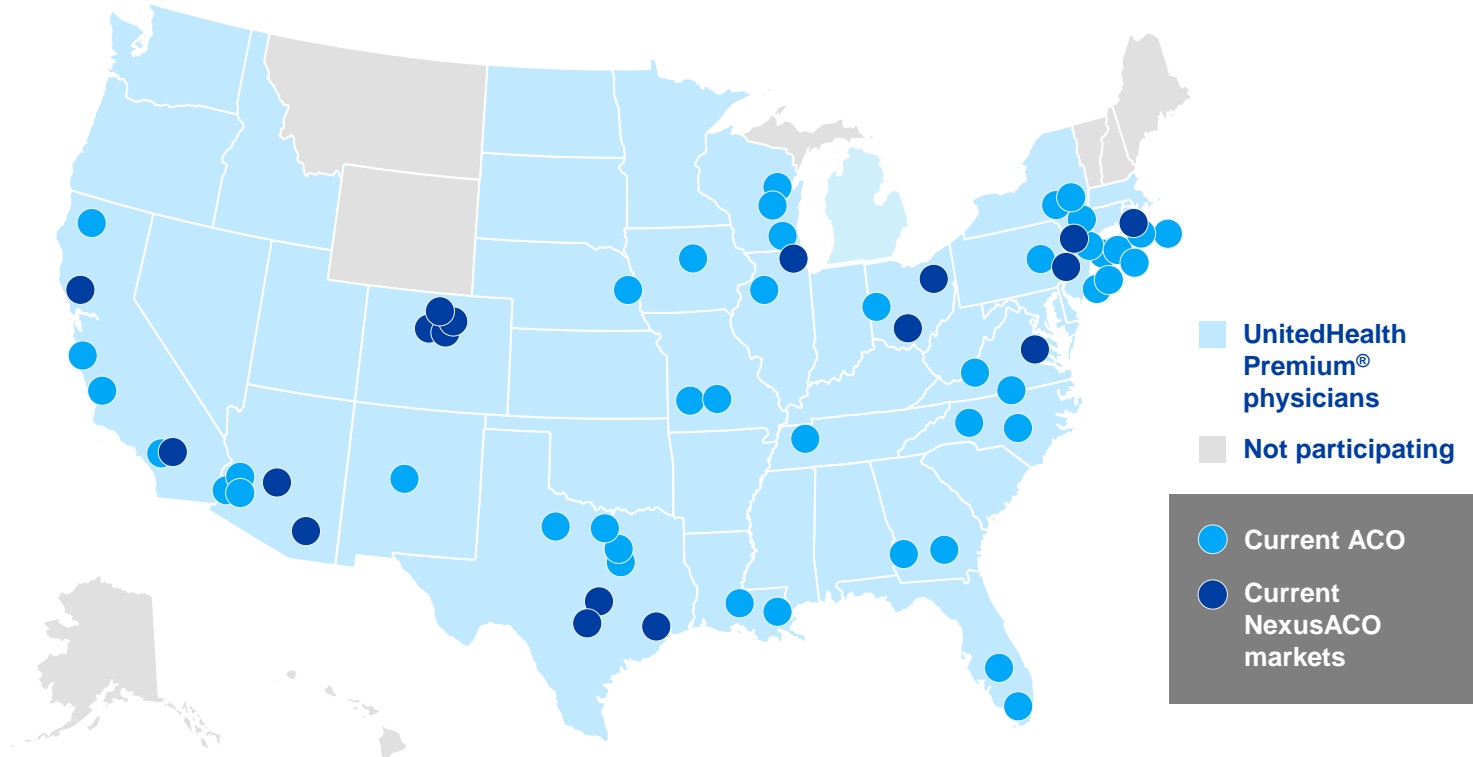 UnitedHealth
Premium®
physicians
Not participating
Current ACO
Current
NexusACO
markets